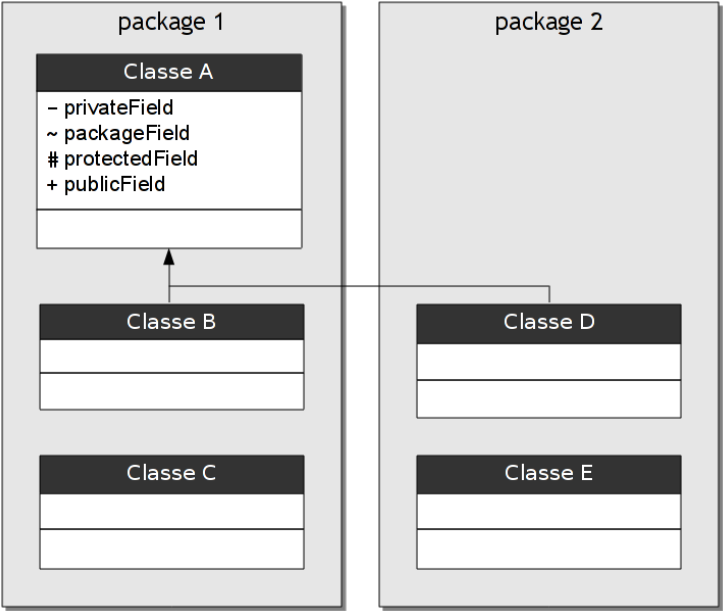 package 1
Classe A
− privateField
~ packageField
# protectedField
+ publicField
Classe B
Classe C
package 2
Classe D
Classe E